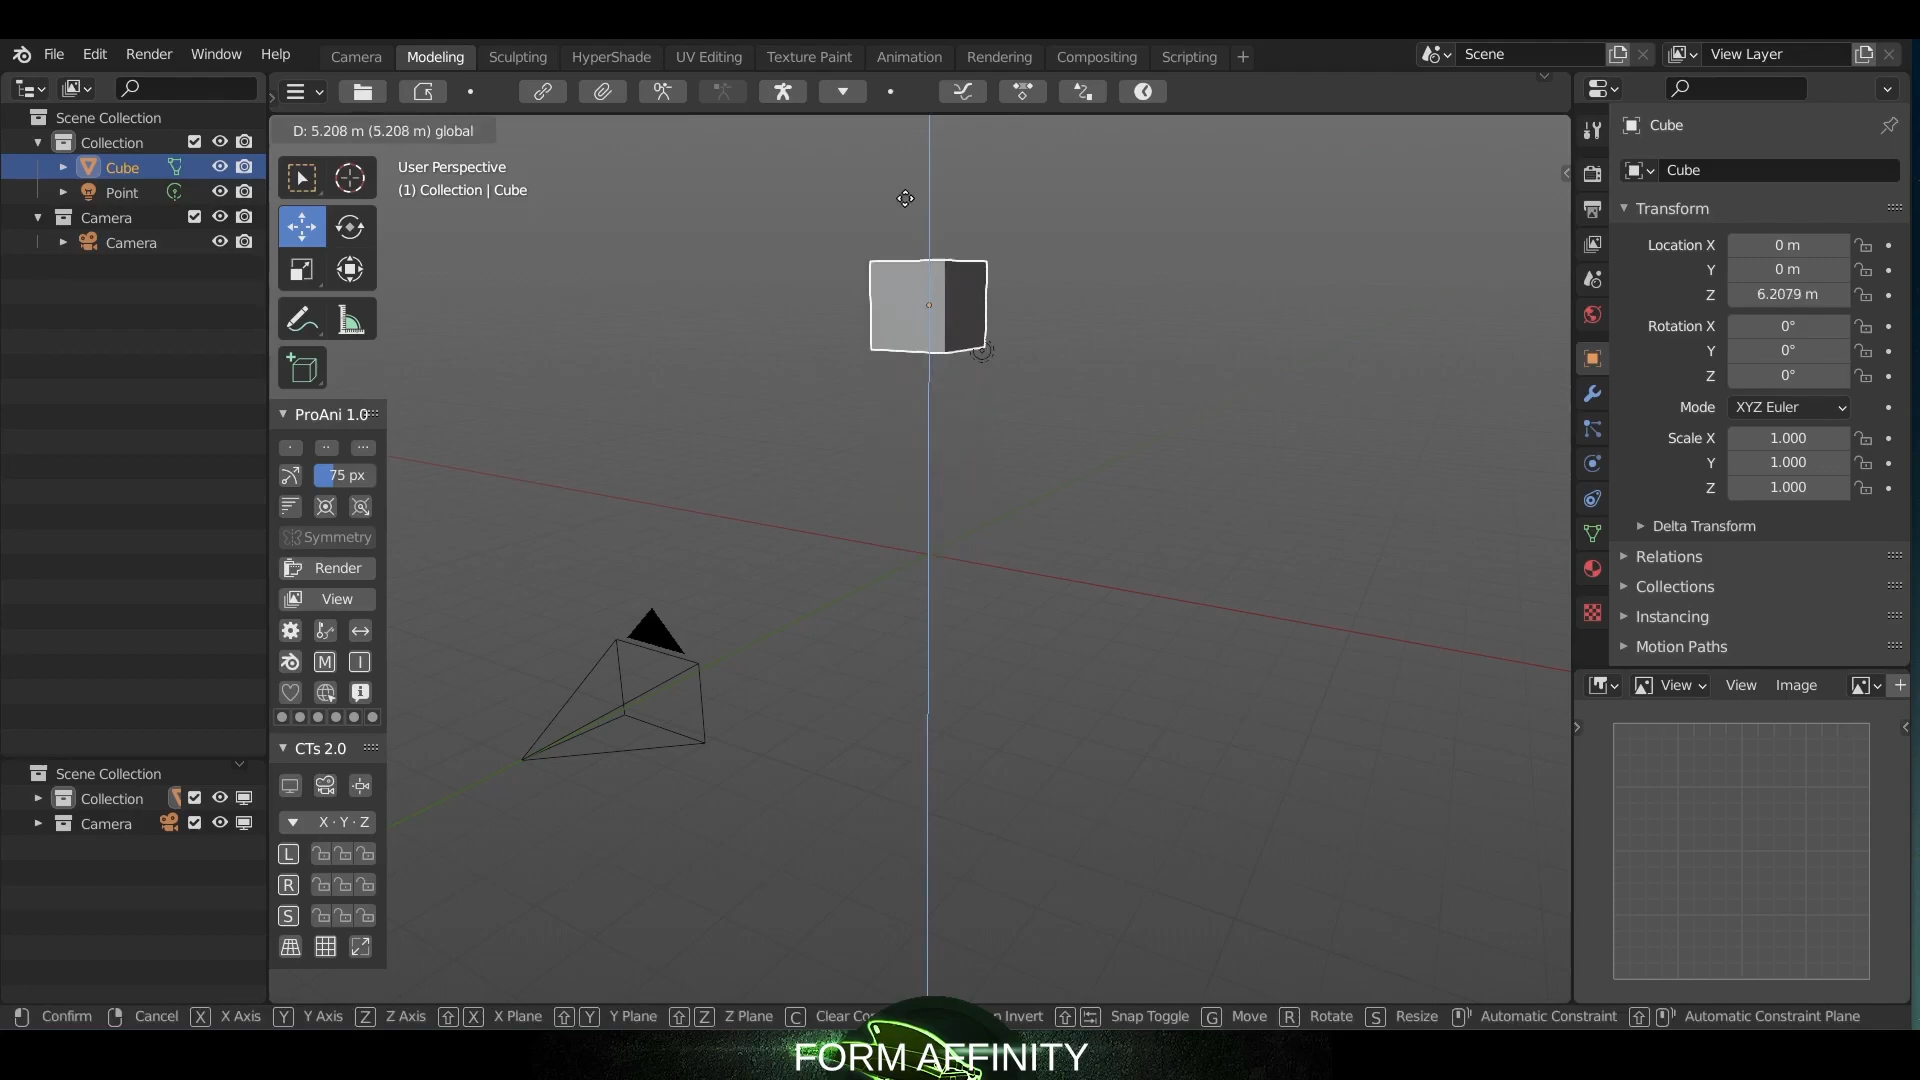 File Edit Render Window Help
Camera Modeling Sculpting HyperShade UV Editing Texture Paint Animation Rendering Compositing Scripting
Scene
View Layer
Scene Collection
Collection
Cube
Point
Camera
Camera
D: 5.208 m (5.208 m) global
User Perspective
(1) Collection | Cube
ProAni 1.0
75 px
Symmetry
Render
View
M I
CTs 2.0
X · Y · Z
L
R
S
Scene Collection
Collection
Camera
Cube
Cube
Transform
Location X 0 m
Y 0 m
Z 6.2079 m
Rotation X 0°
Y 0°
Z 0°
Mode XYZ Euler
Scale X 1.000
Y 1.000
Z 1.000
Delta Transform
Relations
Collections
Instancing
Motion Paths
View View Image
Confirm Cancel X X Axis Y Y Axis Z Z Axis X X Plane Y Y Plane Z Z Plane C Clear Invert Snap Toggle G Move R Rotate S Resize Automatic Constraint Automatic Constraint Plane
FORM AFFINITY